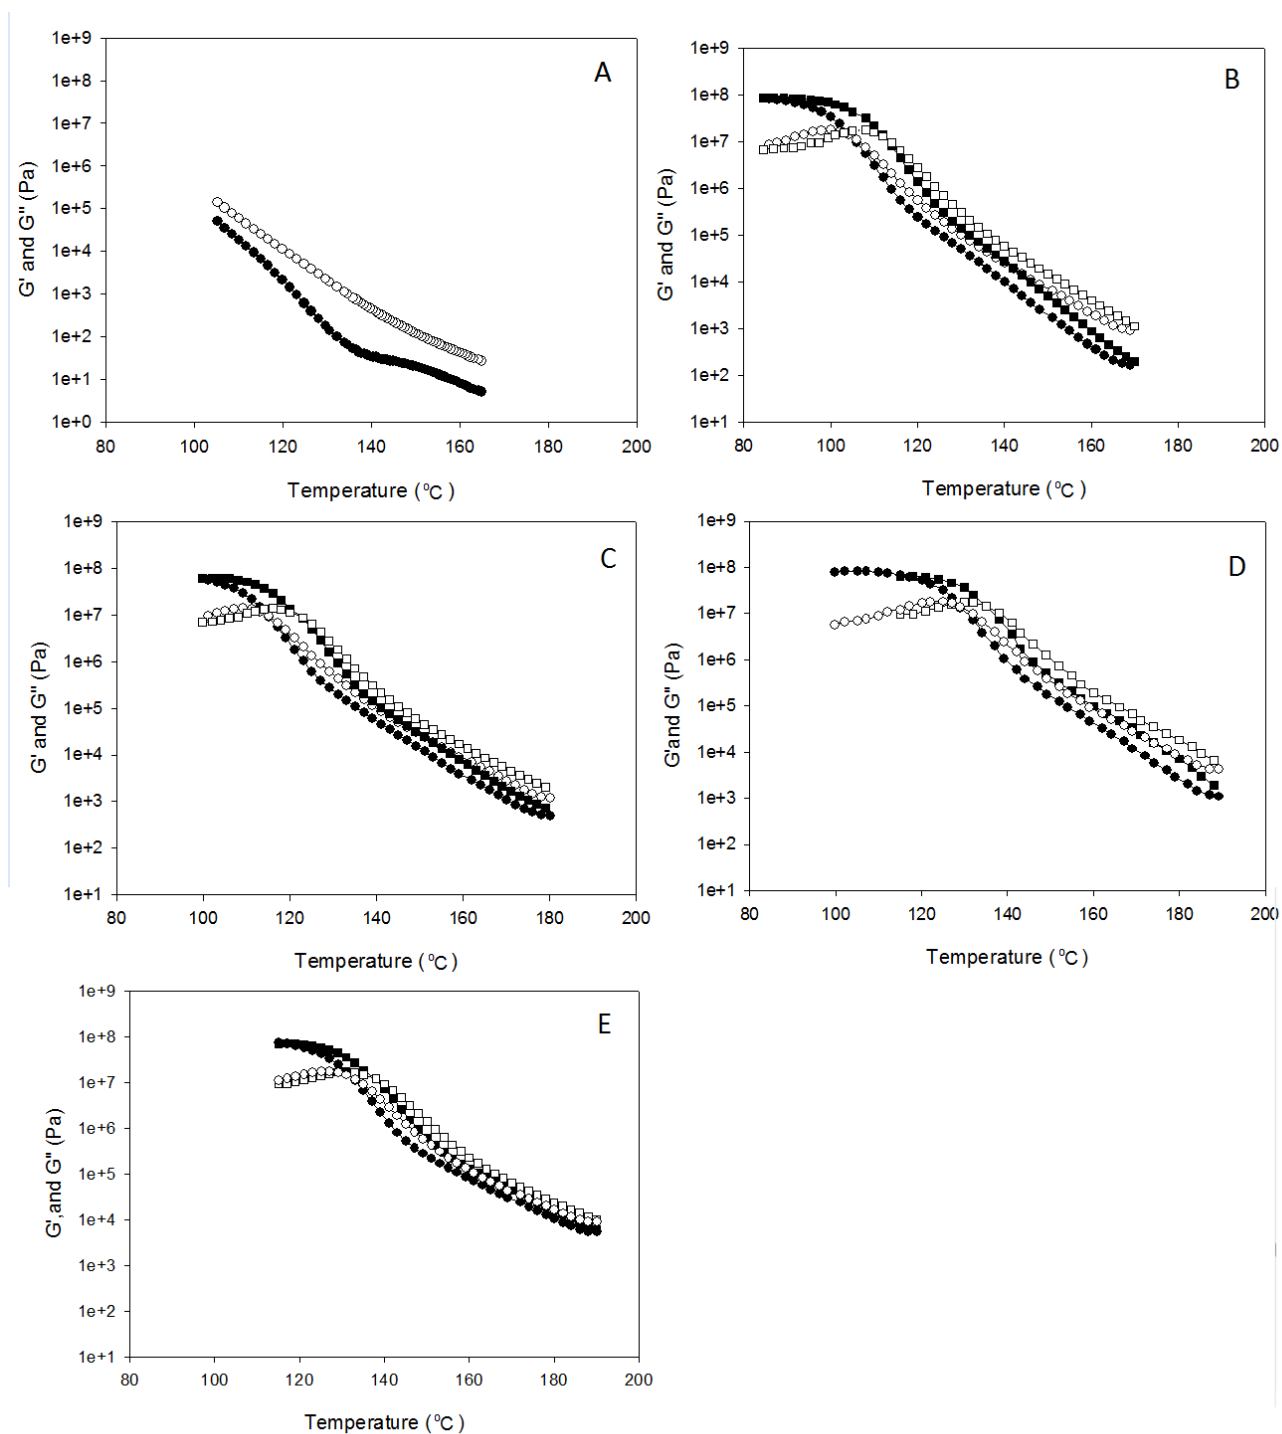 A
1e+9
1e+8
1e+7
1e+6
1e+5
1e+4
1e+3
1e+2
1e+1
1e+0
G' and G" (Pa)
80 100 120 140 160 180 200
Temperature (°C)
B
1e+9
1e+8
1e+7
1e+6
1e+5
1e+4
1e+3
1e+2
1e+1
G' and G" (Pa)
80 100 120 140 160 180 200
Temperature (°C)
C
1e+9
1e+8
1e+7
1e+6
1e+5
1e+4
1e+3
1e+2
1e+1
G' and G" (Pa)
80 100 120 140 160 180 200
Temperature (°C)
D
1e+9
1e+8
1e+7
1e+6
1e+5
1e+4
1e+3
1e+2
1e+1
G'and G" (Pa)
80 100 120 140 160 180 200
Temperature (°C)
E
1e+9
1e+8
1e+7
1e+6
1e+5
1e+4
1e+3
1e+2
1e+1
G',and G" (Pa)
80 100 120 140 160 180 200
Temperature (°C)